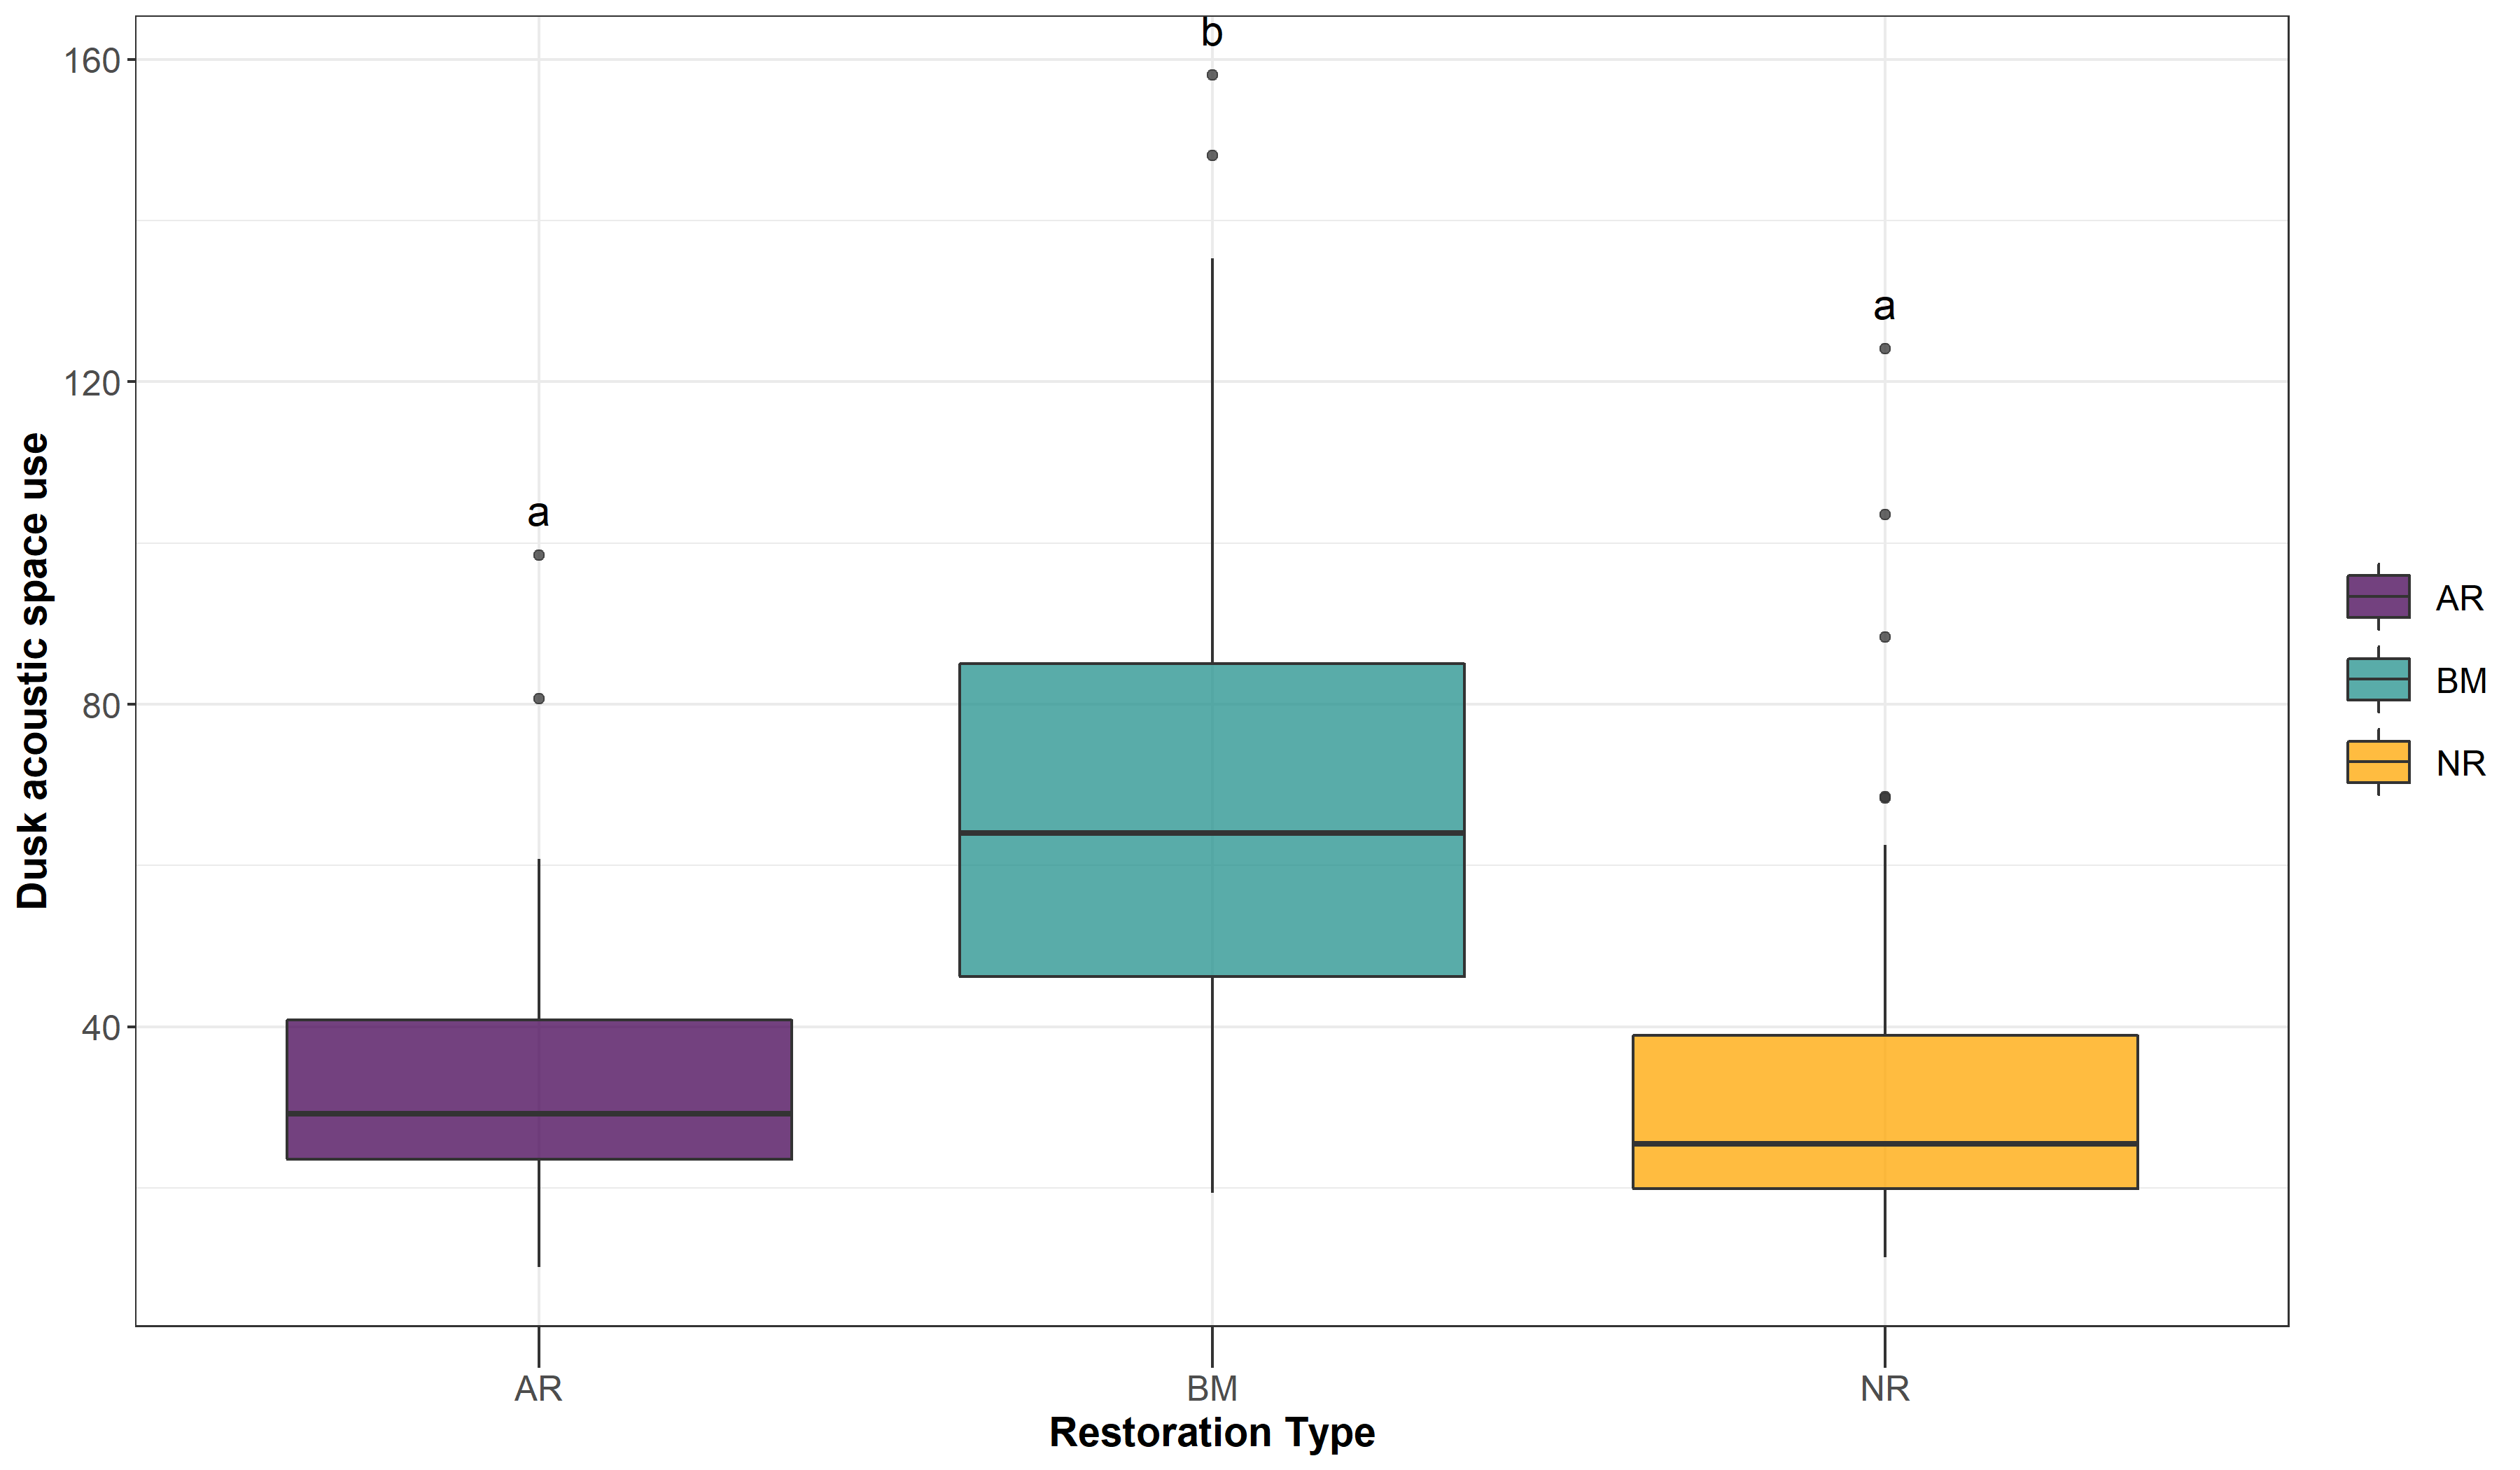 b
160
a
120
a
80
40
Dusk acoustic space use
AR
BM
NR
AR
BM
NR
Restoration Type